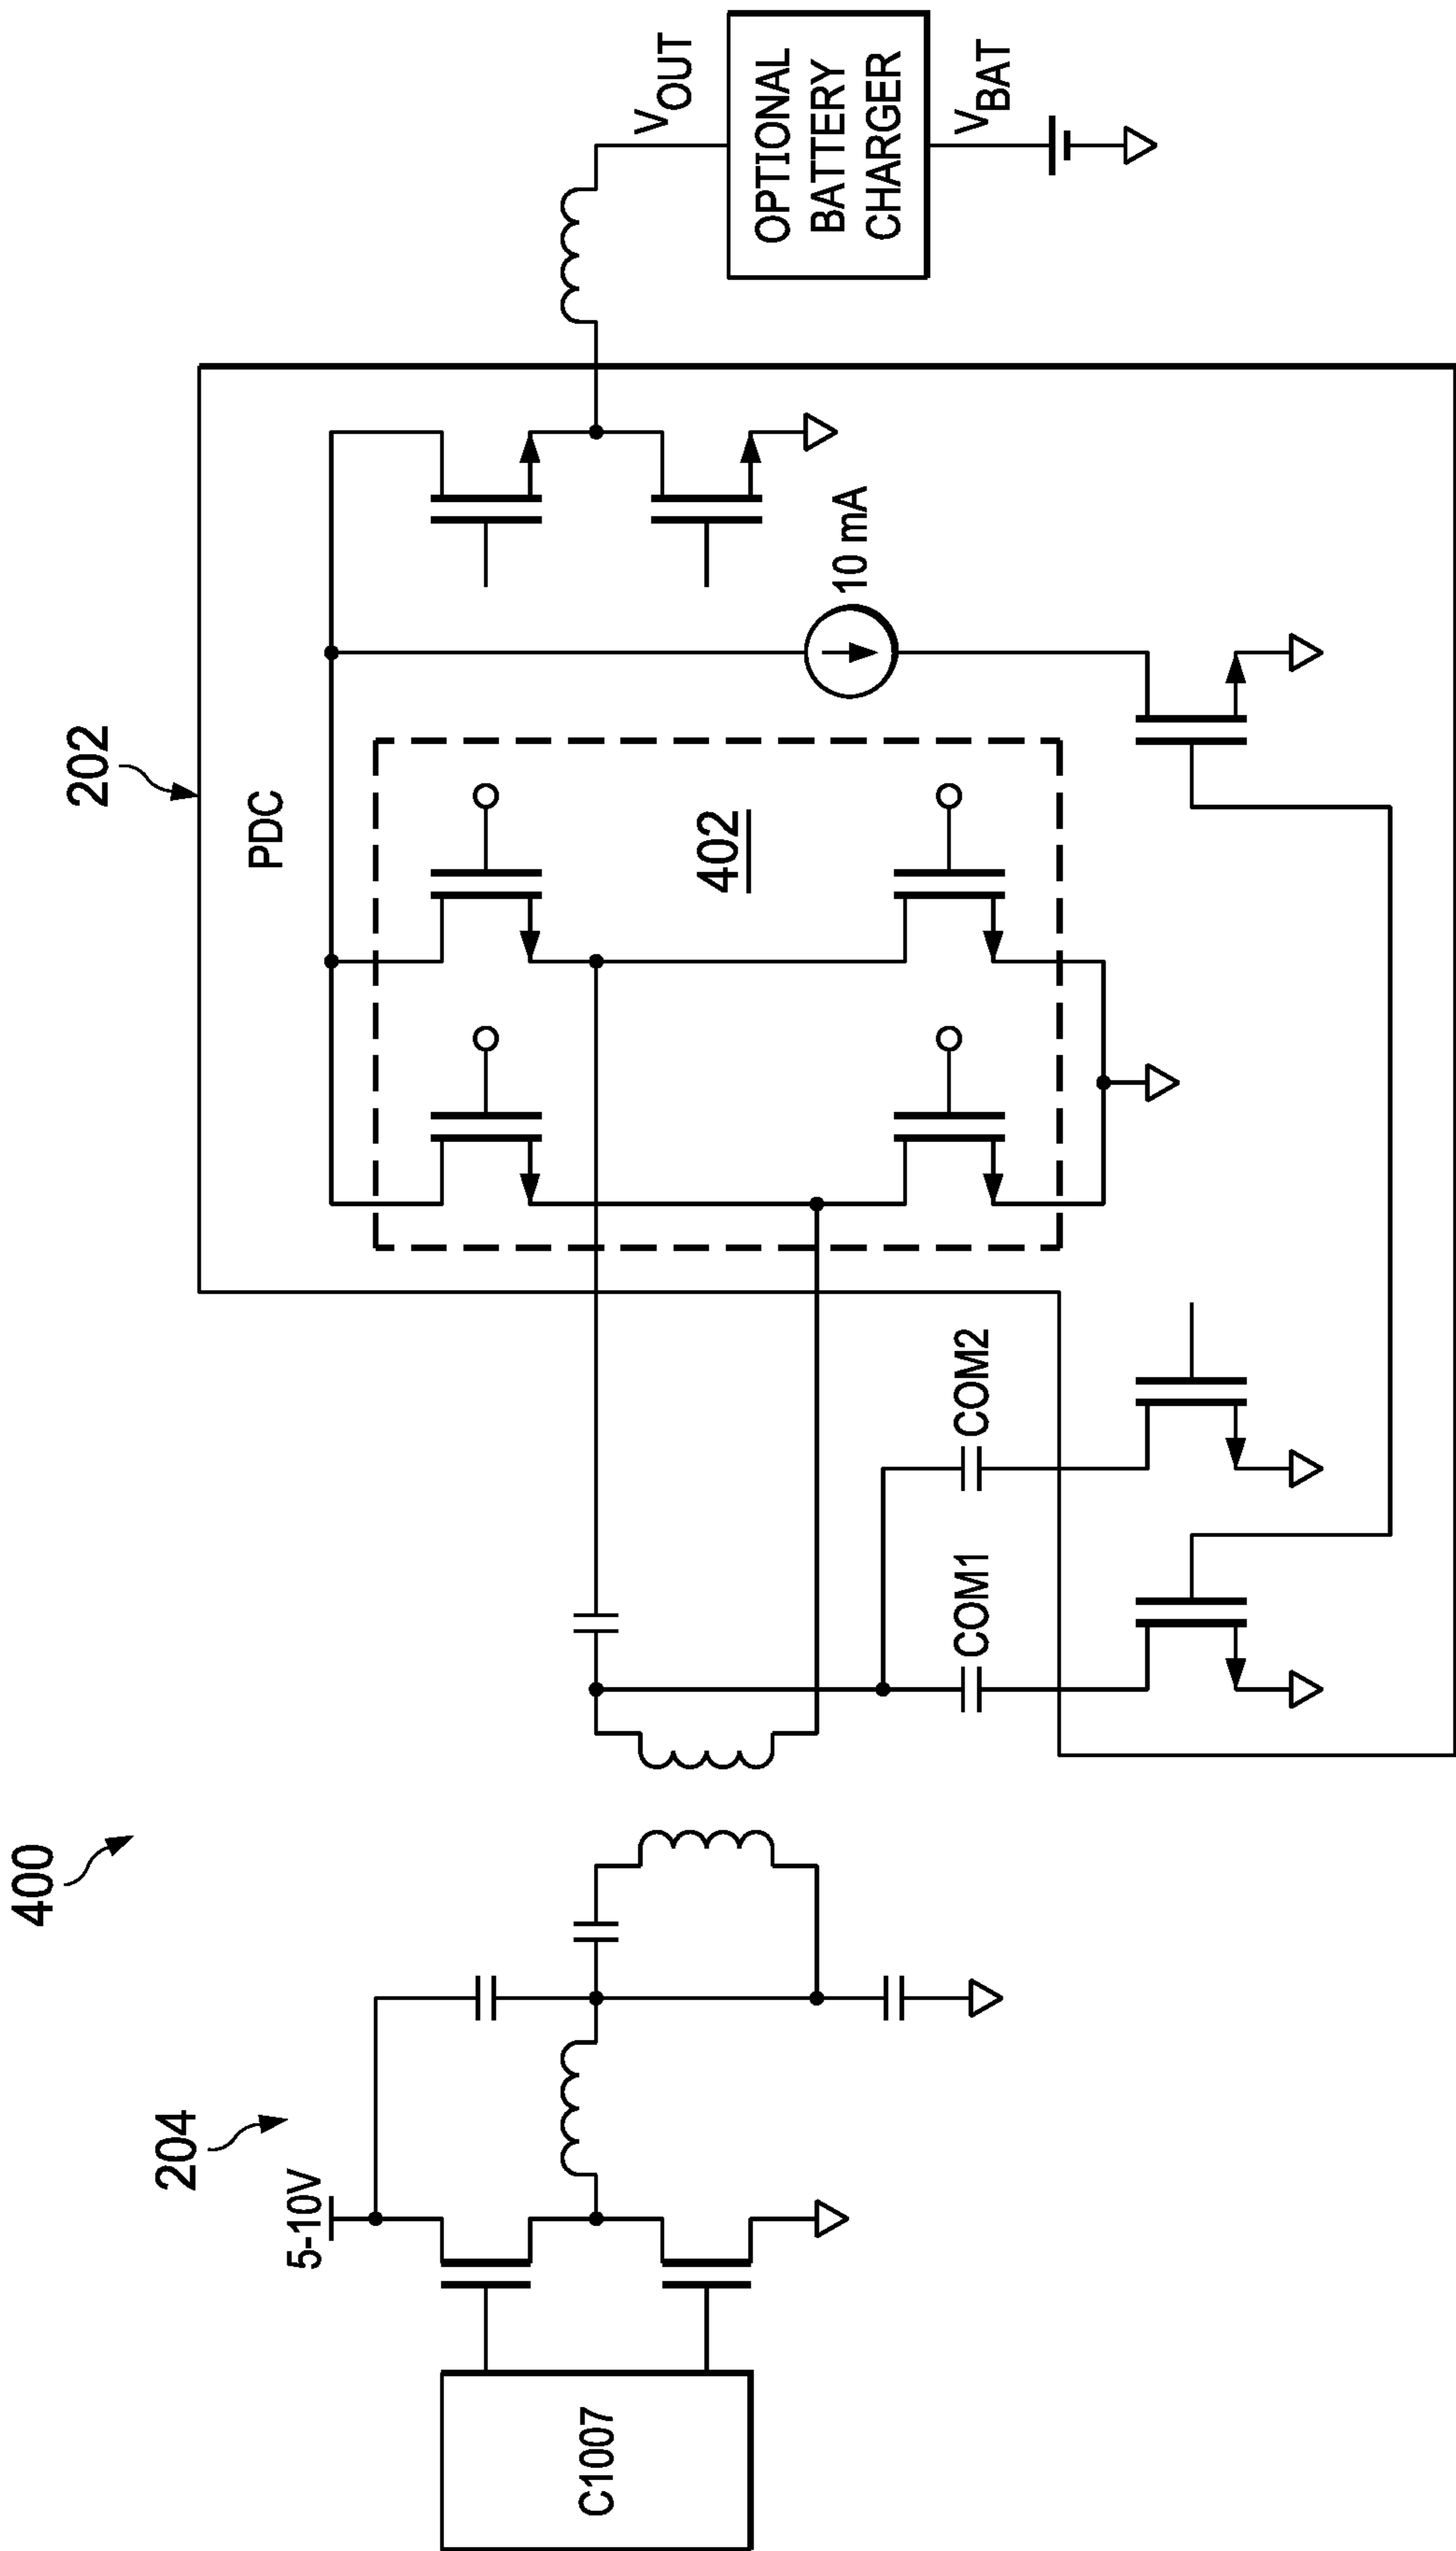 400
204
5-10V
C1007
202
PDC
402
COM1
COM2
10 mA
VOUT
OPTIONAL
BATTERY
CHARGER
VBAT